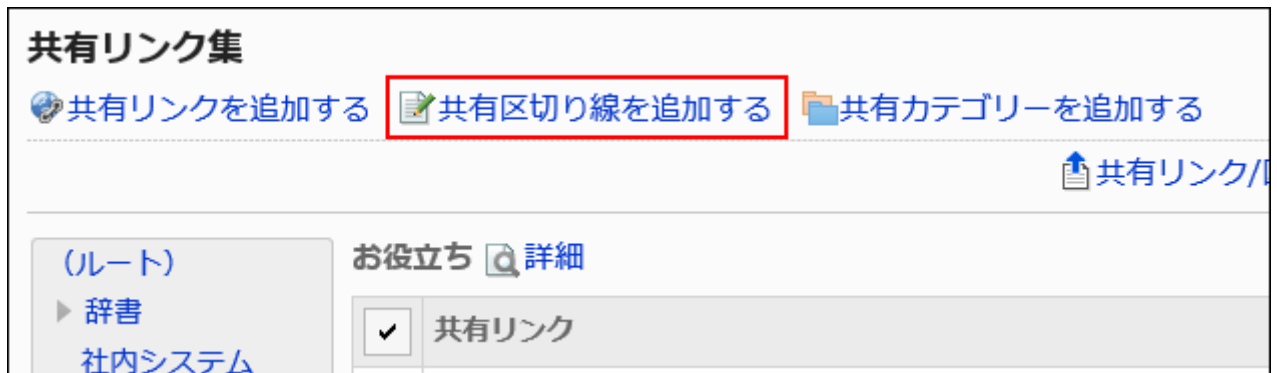 共有リンク集
共有リンクを追加する 共有区切り線を追加する 共有カテゴリーを追加する
共有リンク/
(ルート)
辞書
社内システム
お役立ち 詳細
共有リンク